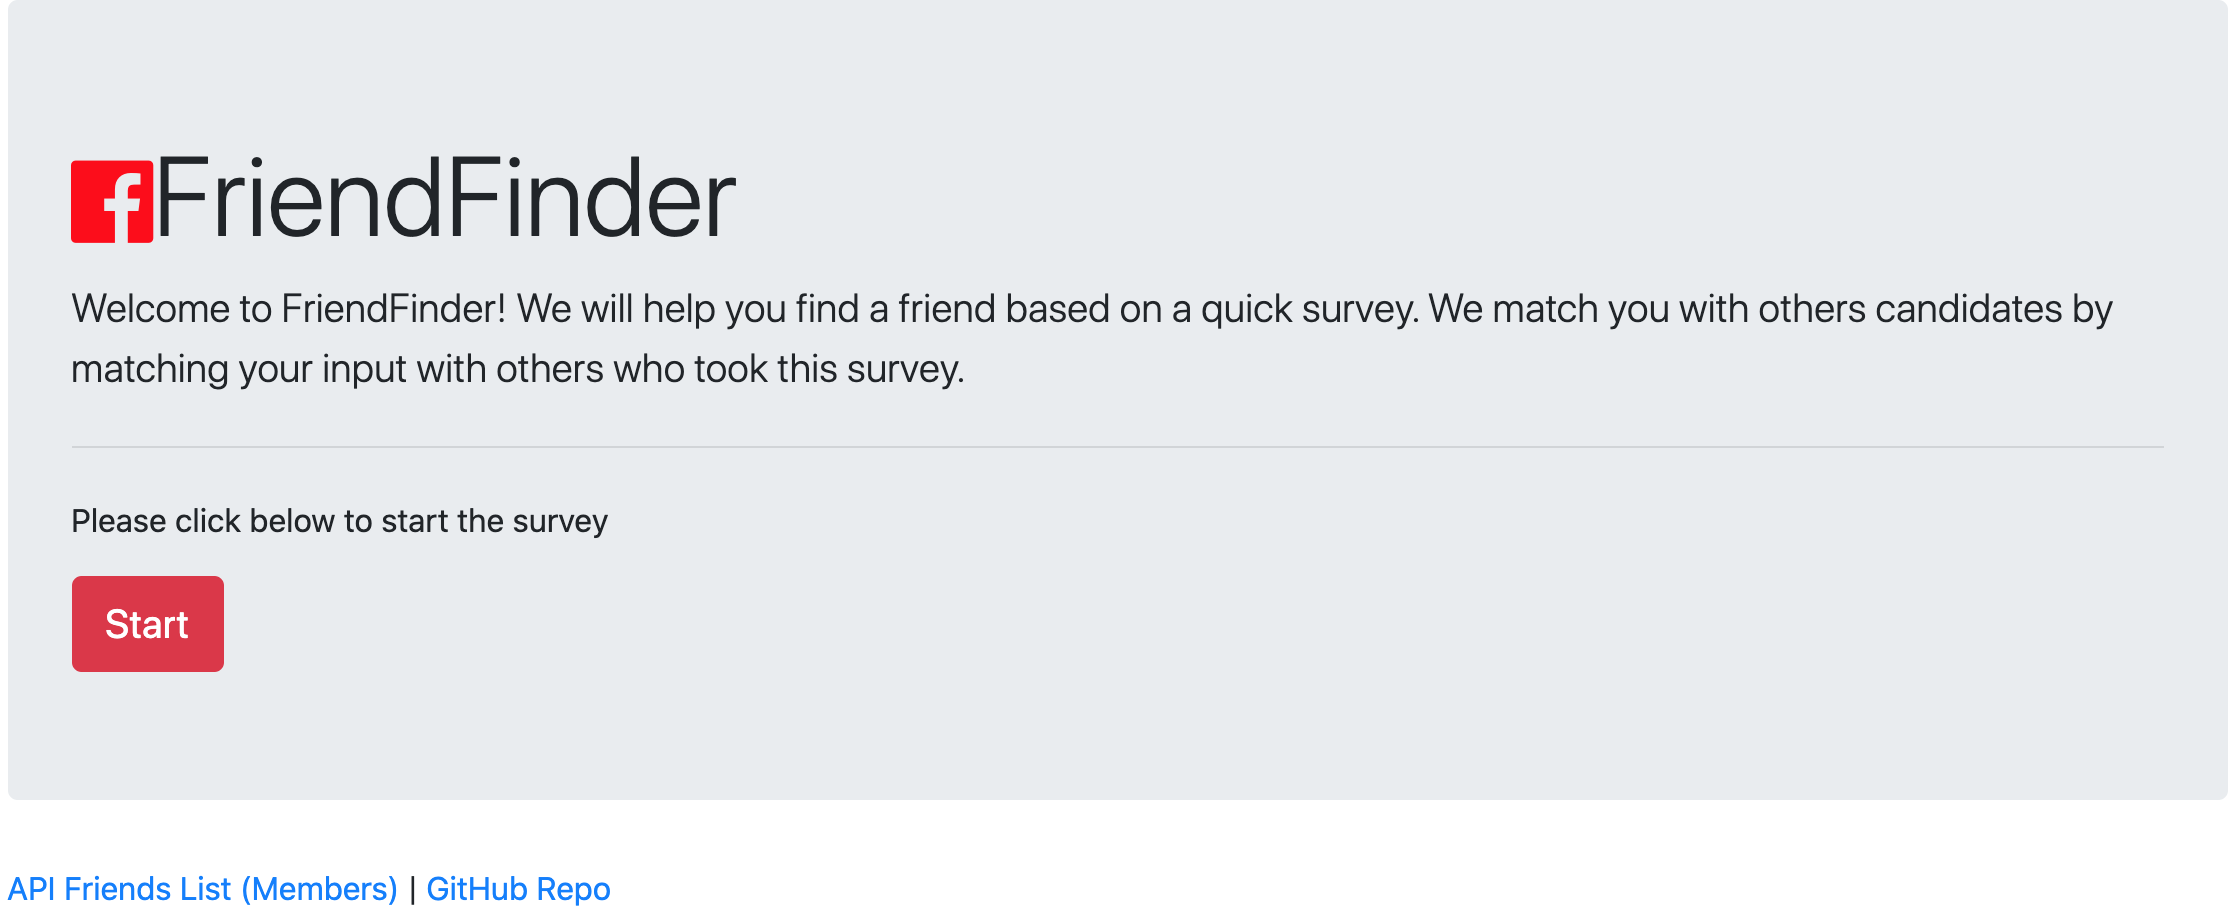 FriendFinder
Welcome to FriendFinder! We will help you find a friend based on a quick survey. We match you with others candidates by
matching your input with others who took this survey.
Please click below to start the survey
Start
API Friends List (Members) | GitHub Repo